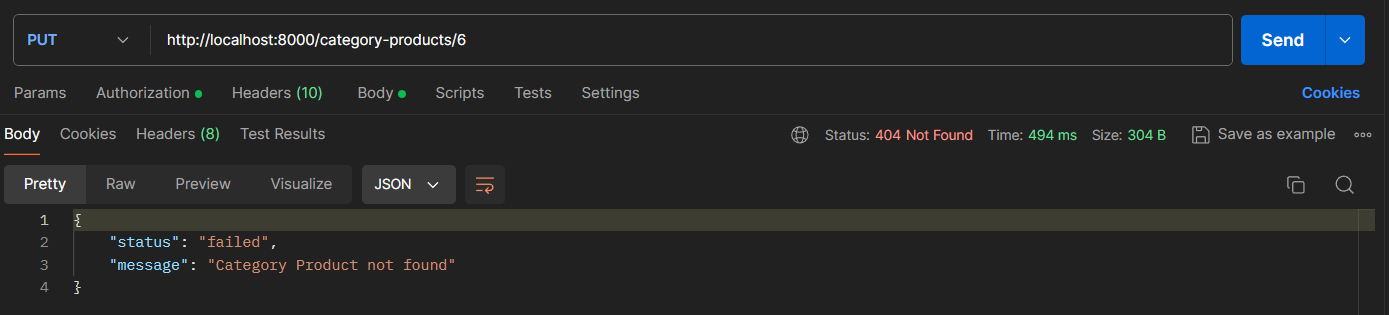 PUT http://localhost:8000/category-products/6 Send
Params Authorization Headers (10) Body Scripts Tests Settings Cookies
Body Cookies Headers (8) Test Results Status: 404 Not Found Time: 494 ms Size: 304 B Save as example
Pretty Raw Preview Visualize JSON
1 {
2 "status": "failed",
3 "message": "Category Product not found"
4 }